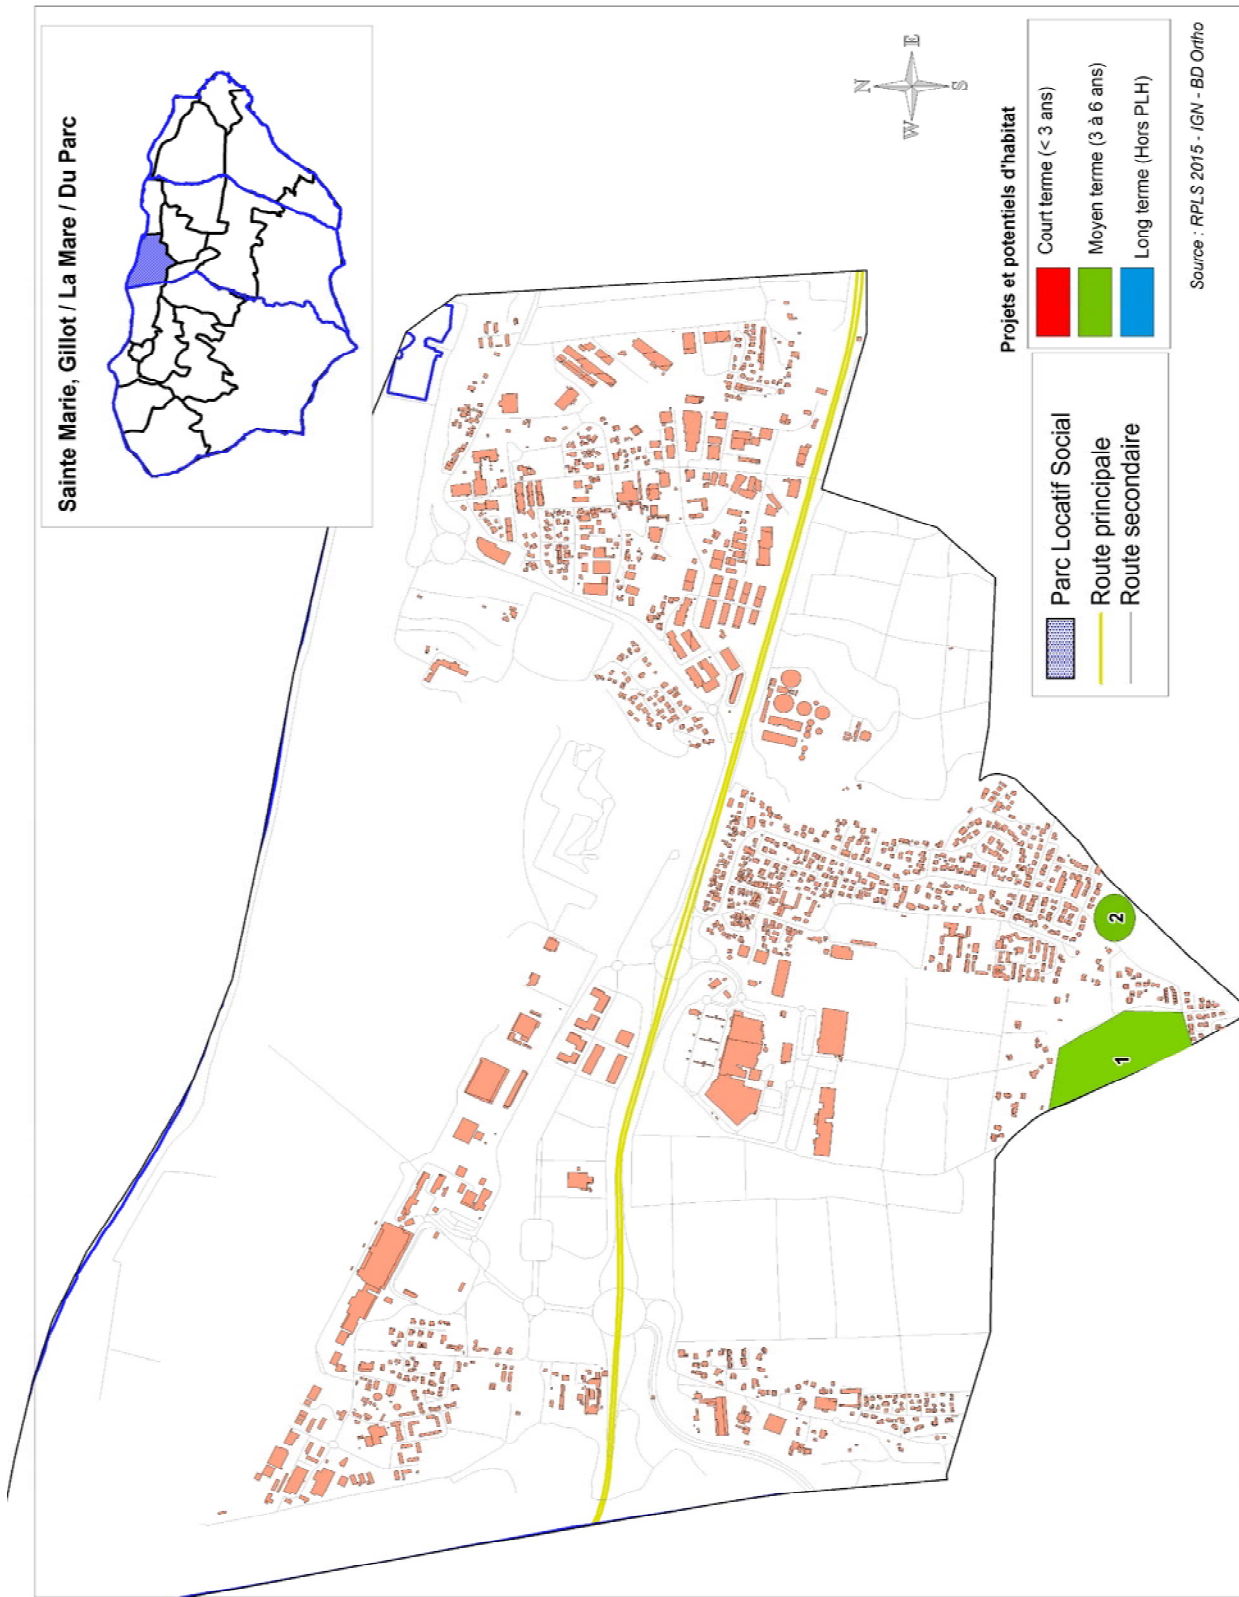 Sainte Marie, Gillot / La Mare / Du Parc
N
W
E
S
1
2
Parc Locatif Social
Route principale
Route secondaire
Projets et potentiels d'habitat
Court terme (< 3 ans)
Moyen terme (3 à 6 ans)
Long terme (Hors PLH)
Source : RPLS 2015 - IGN - BD Ortho